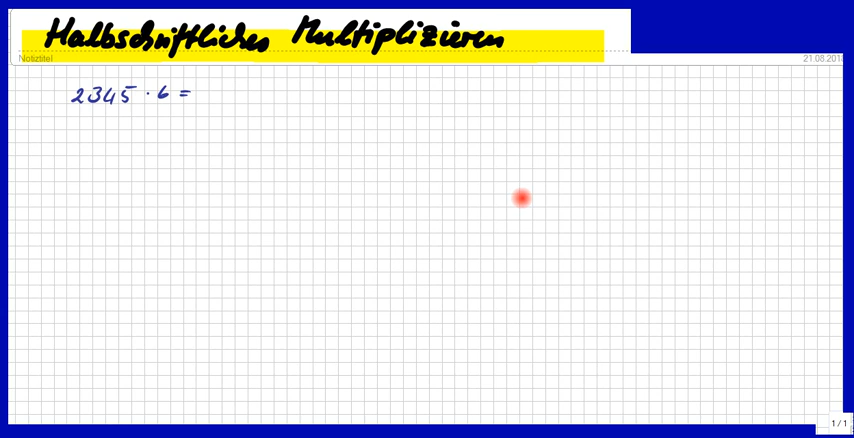 Halbschriftliches Multiplizieren
Notiztitel
21.08.201
2345 · 6 =
1 / 1